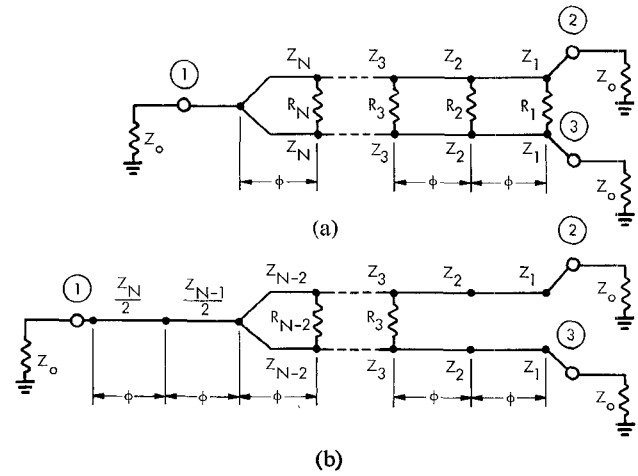 ②
Z_N Z_3 Z_2 Z_1
①
Z_o
R_N R_3 R_2 R_1
③
Z_o
Z_N Z_3 Z_2 Z_1
Z_o
ϕ ϕ ϕ
(a)
②
Z_N/2 Z_{N-1}/2 Z_{N-2} Z_3 Z_2 Z_1
①
Z_o
R_{N-2} R_3
③
Z_o
Z_{N-2} Z_3 Z_2 Z_1
Z_o
ϕ ϕ ϕ ϕ ϕ
(b)